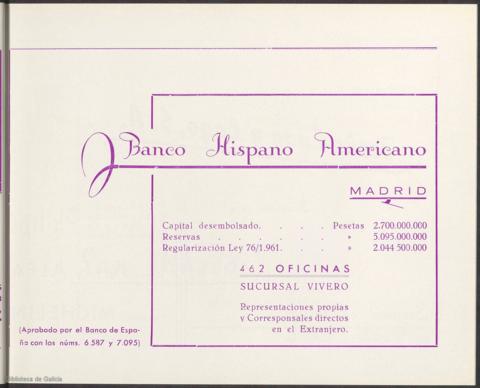 Banco Hispano Americano
MADRID
Capital desembolsado. . . . Pesetas 2.700.000.000
Reservas . . . . . . . » 5.095.000.000
Regularización Ley 76/1.961. . . . » 2.044 500.000
462 OFICINAS
SUCURSAL VIVERO
Representaciones propias
y Corresponsales directos
en el Extranjero.
(Aprobado por el Banco de Espa-
ña con los núms. 6.587 y 7.095)
Biblioteca de Galicia